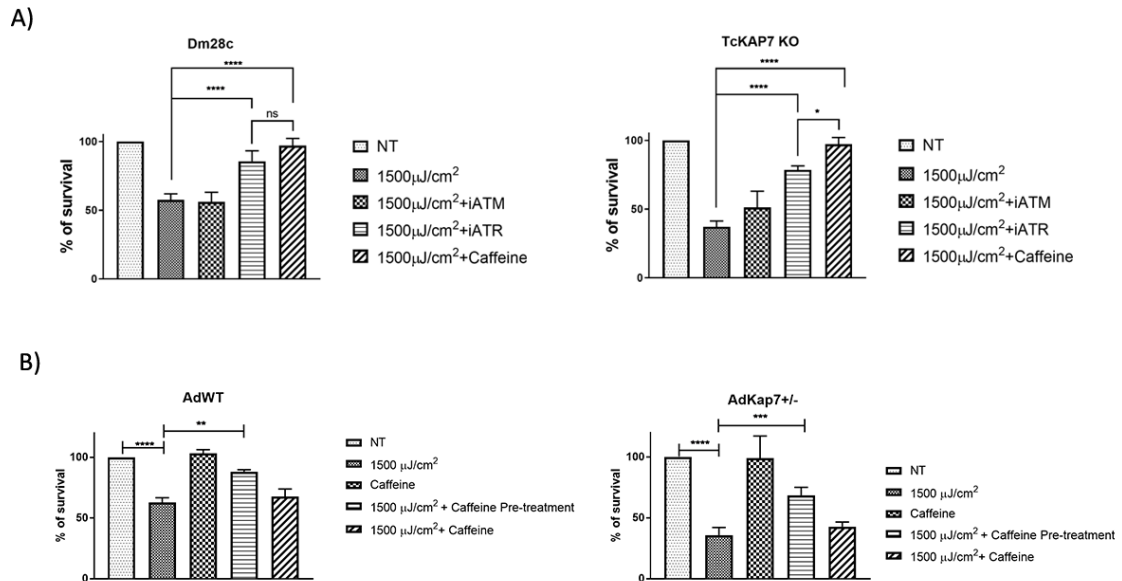 A)
Dm28c
****
****
ns
100
50
0
% of survival
NT
1500µJ/cm²
1500µJ/cm²+iATM
1500µJ/cm²+iATR
1500µJ/cm²+Caffeine
TcKAP7 KO
****
****
*
100
50
0
% of survival
NT
1500µJ/cm²
1500µJ/cm²+iATM
1500µJ/cm²+iATR
1500µJ/cm²+Caffeine
B)
AdWT
**
****
100
50
0
% of survival
NT
1500 µJ/cm²
Caffeine
1500 µJ/cm² + Caffeine Pre-treatment
1500 µJ/cm²+ Caffeine
AdKap7+/-
***
****
100
50
0
% of survival
NT
1500 µJ/cm²
Caffeine
1500 µJ/cm² + Caffeine Pre-treatment
1500 µJ/cm²+ Caffeine